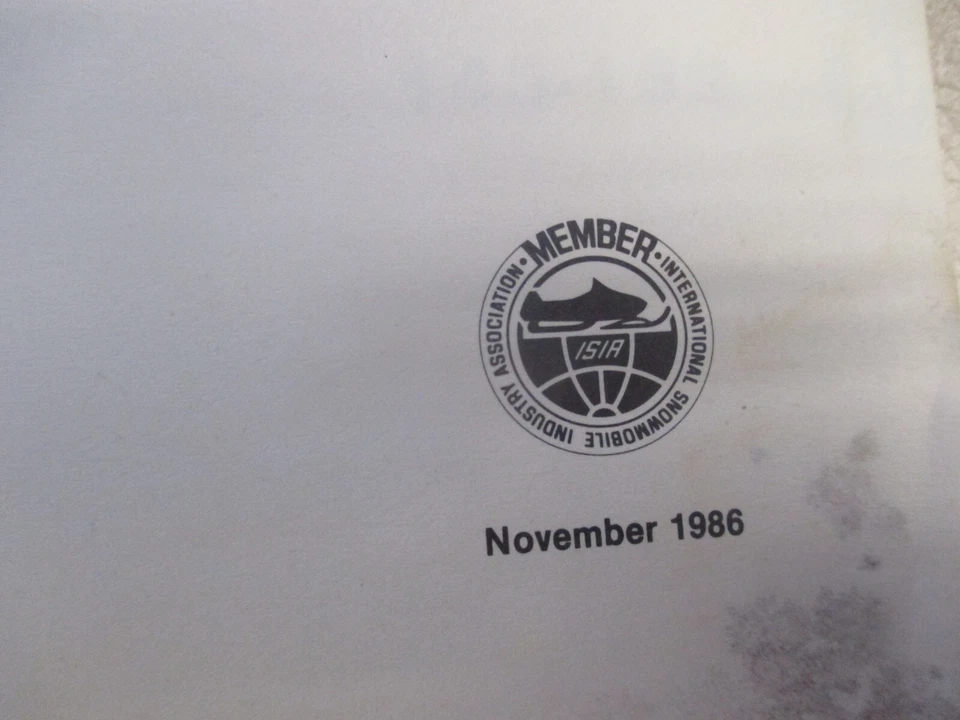 MEMBER
· INTERNATIONAL SNOWMOBILE INDUSTRY ASSOCIATION ·
ISIA
November 1986